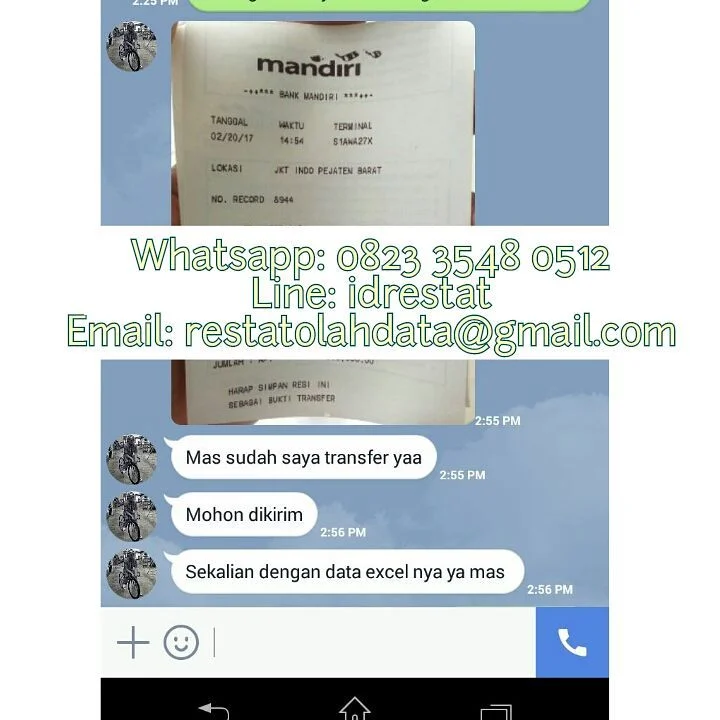 2:25 PM
mandiri
-+**** BANK MANDIRI ****+-
TANGGAL WAKTU TERMINAL
02/20/17 14:54 S1AWA27X
LOKASI JKT INDO PEJATEN BARAT
NO. RECORD 8944
Whatsapp: 0823 3548 0512
Line: idrestat
Email: restatolahdata@gmail.com
JUMLAH :
HARAP SIMPAN RESI INI
SEBAGAI BUKTI TRANSFER
2:55 PM
Mas sudah saya transfer yaa
2:55 PM
Mohon dikirim
2:56 PM
Sekalian dengan data excel nya ya mas
2:56 PM